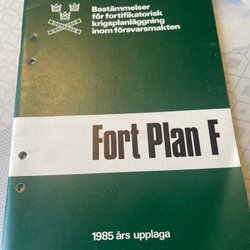 Bestämmelser
för fortifikatorisk
krigsplanläggning
inom försvarsmakten
Fort Plan F
1985 års upplaga